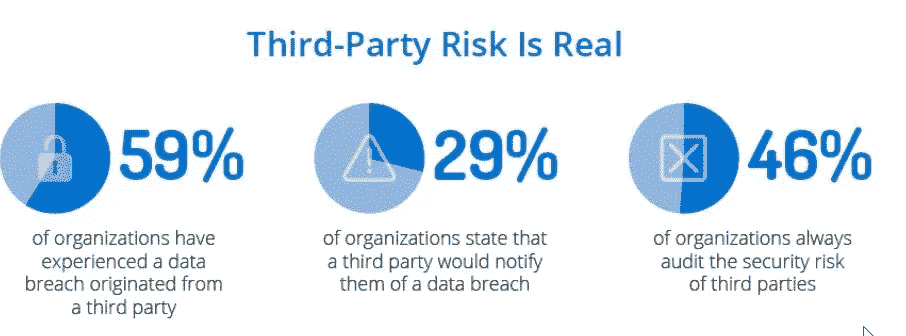 Third-Party Risk Is Real
59%
of organizations have
experienced a data
breach originated from
a third party
29%
of organizations state that
a third party would notify
them of a data breach
46%
of organizations always
audit the security risk
of third parties